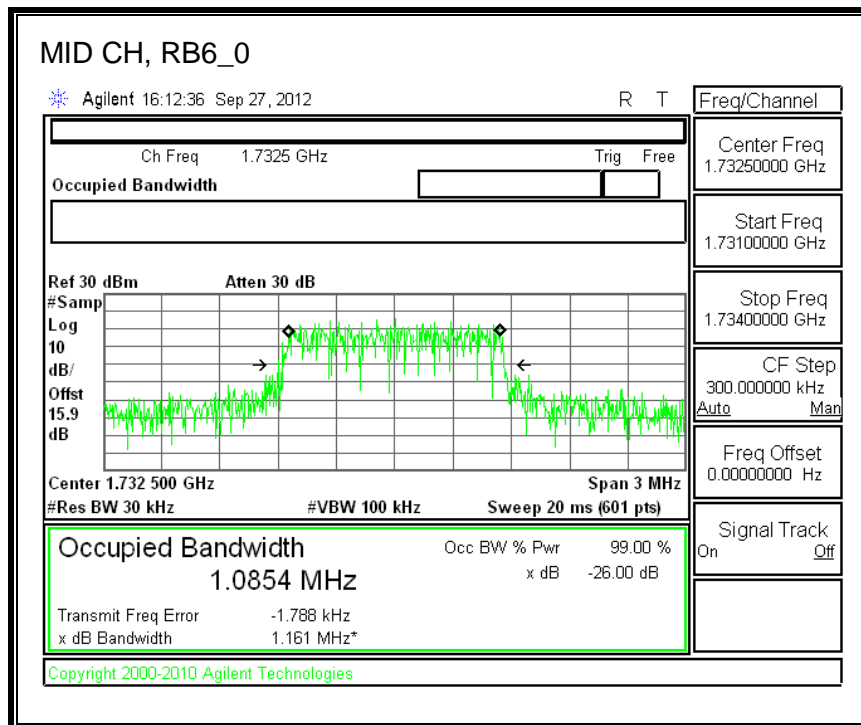 MID CH, RB6_0
Agilent 16:12:36 Sep 27, 2012 R T
Freq/Channel
Ch Freq 1.7325 GHz Trig Free
Occupied Bandwidth
Center Freq
1.73250000 GHz
Start Freq
1.73100000 GHz
Stop Freq
1.73400000 GHz
CF Step
300.000000 kHz
Auto Man
Freq Offset
0.00000000 Hz
Signal Track
On Off
Ref 30 dBm Atten 30 dB
#Samp
Log
10
dB/
Offst
15.9
dB
Center 1.732 500 GHz Span 3 MHz
#Res BW 30 kHz #VBW 100 kHz Sweep 20 ms (601 pts)
Occupied Bandwidth Occ BW % Pwr 99.00 %
1.0854 MHz x dB -26.00 dB
Transmit Freq Error -1.788 kHz
x dB Bandwidth 1.161 MHz*
Copyright 2000-2010 Agilent Technologies